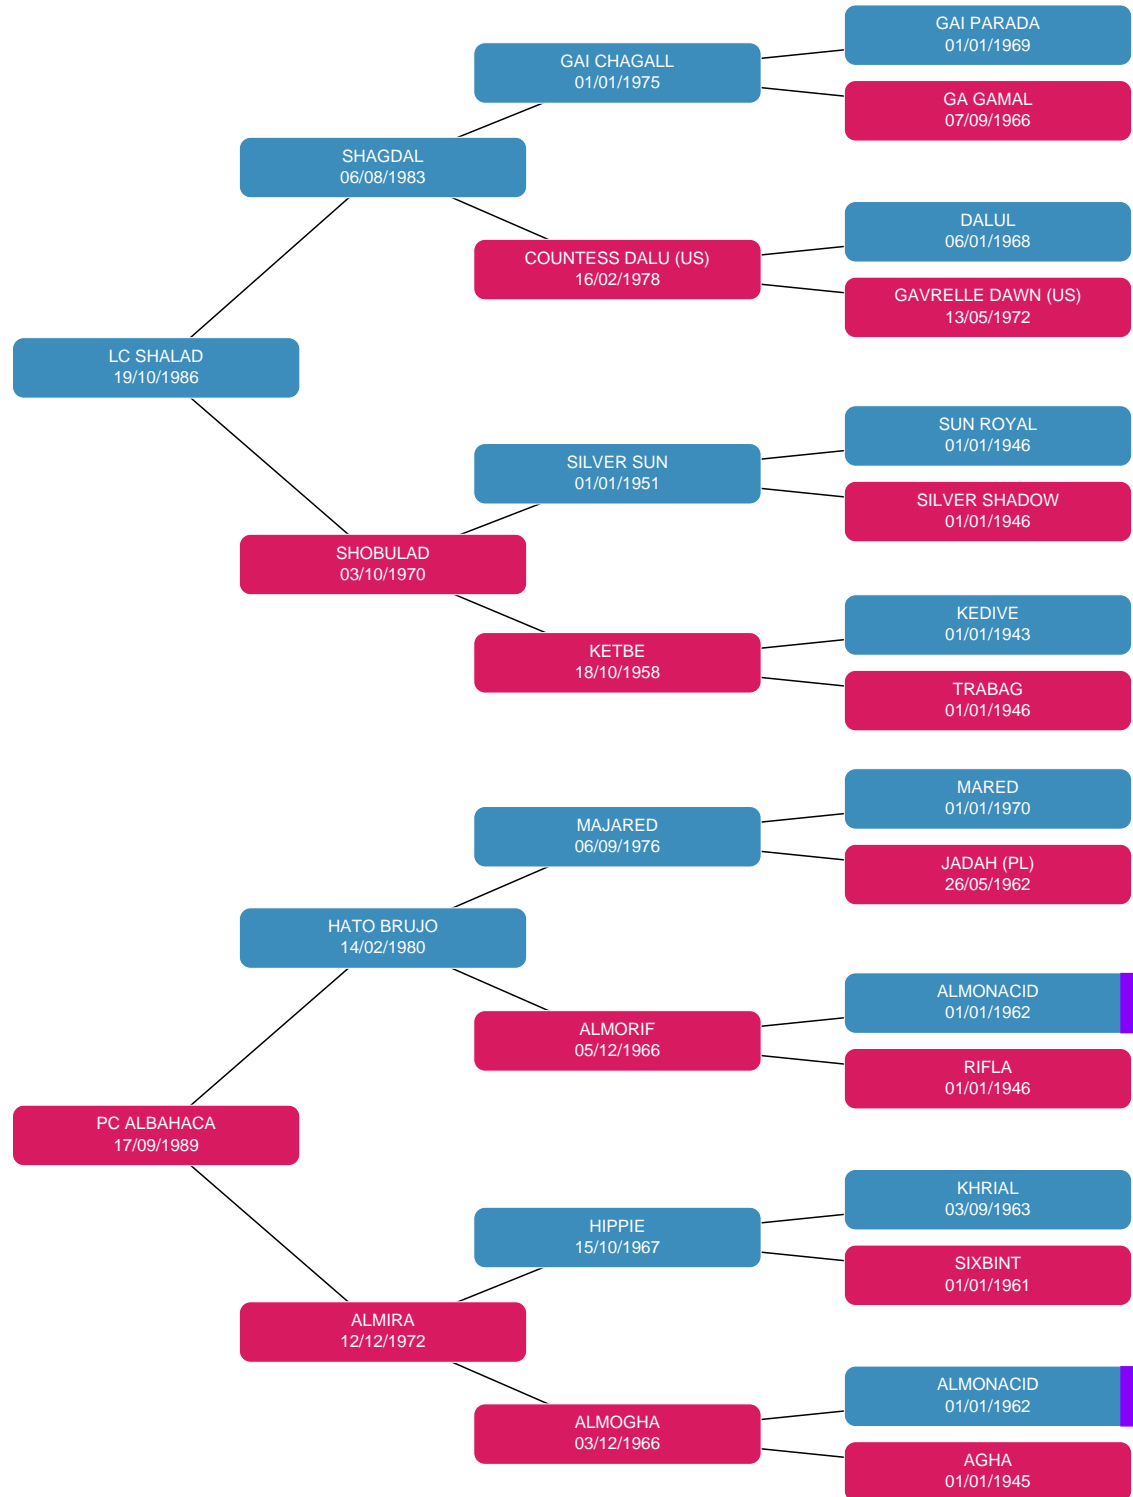 GAI PARADA
01/01/1969
GAI CHAGALL
01/01/1975
GA GAMAL
07/09/1966
SHAGDAL
06/08/1983
DALUL
06/01/1968
COUNTESS DALU (US)
16/02/1978
GAVRELLE DAWN (US)
13/05/1972
LC SHALAD
19/10/1986
SUN ROYAL
01/01/1946
SILVER SUN
01/01/1951
SILVER SHADOW
01/01/1946
SHOBULAD
03/10/1970
KEDIVE
01/01/1943
KETBE
18/10/1958
TRABAG
01/01/1946
MARED
01/01/1970
MAJARED
06/09/1976
JADAH (PL)
26/05/1962
HATO BRUJO
14/02/1980
ALMONACID
01/01/1962
ALMORIF
05/12/1966
RIFLA
01/01/1946
PC ALBAHACA
17/09/1989
KHRIAL
03/09/1963
HIPPIE
15/10/1967
SIXBINT
01/01/1961
ALMIRA
12/12/1972
ALMONACID
01/01/1962
ALMOGHA
03/12/1966
AGHA
01/01/1945